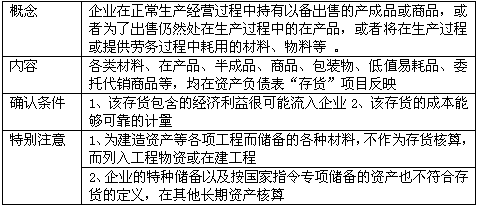 概念
企业在正常生产经营过程中持有以备出售的产成品或商品，或
者为了出售仍然处在生产过程中的在产品，或者将在生产过程
或提供劳务过程中耗用的材料、物料等 。
内容
各类材料、在产品、半成品、商品、包装物、低值易耗品、委
托代销商品等，均在资产负债表“存货”项目反映
确认条件
1、该存货包含的经济利益很可能流入企业 2、该存货的成本能
够可靠的计量
特别注意
1、为建造资产等各项工程而储备的各种材料，不作为存货核算，
而列入工程物资或在建工程
2、企业的特种储备以及按国家指令专项储备的资产也不符合存
货的定义，在其他长期资产核算